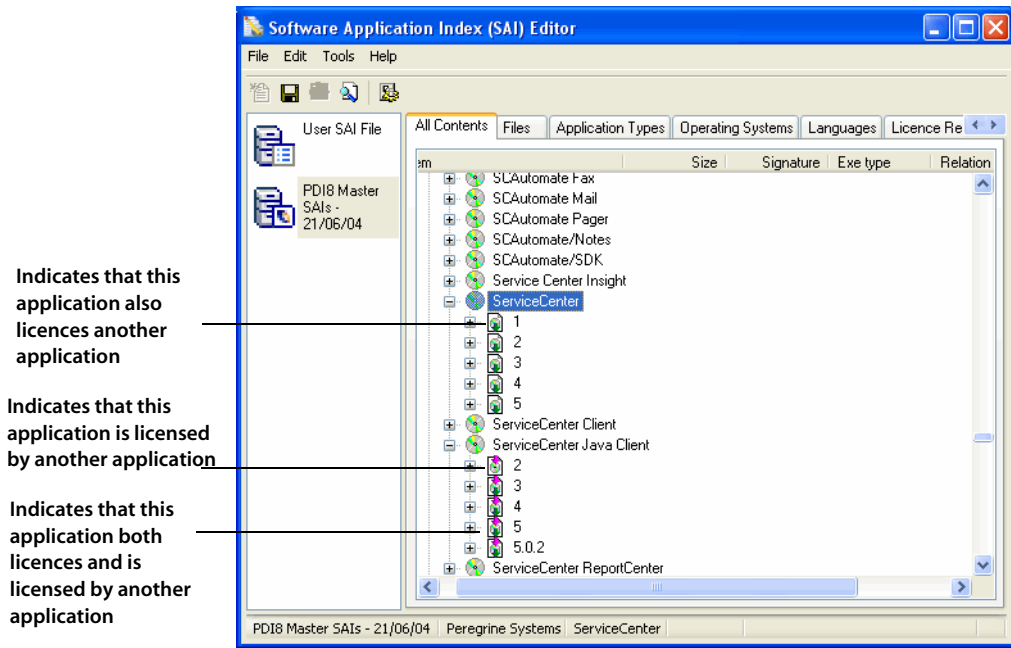 Software Application Index (SAI) Editor
File Edit Tools Help
User SAI File
PDI8 Master
SAIs -
21/06/04
All Contents Files Application Types Operating Systems Languages Licence Re
em Size Signature Exe type Relation
SCAutomate Fax
SCAutomate Mail
SCAutomate Pager
SCAutomate/Notes
SCAutomate/SDK
Service Center Insight
ServiceCenter
1
2
3
4
5
ServiceCenter Client
ServiceCenter Java Client
2
3
4
5
5.0.2
ServiceCenter ReportCenter
PDI8 Master SAIs - 21/06/04 Peregrine Systems ServiceCenter
Indicates that this
application also
licences another
application
Indicates that this
application is licensed
by another application
Indicates that this
application both
licences and is
licensed by another
application